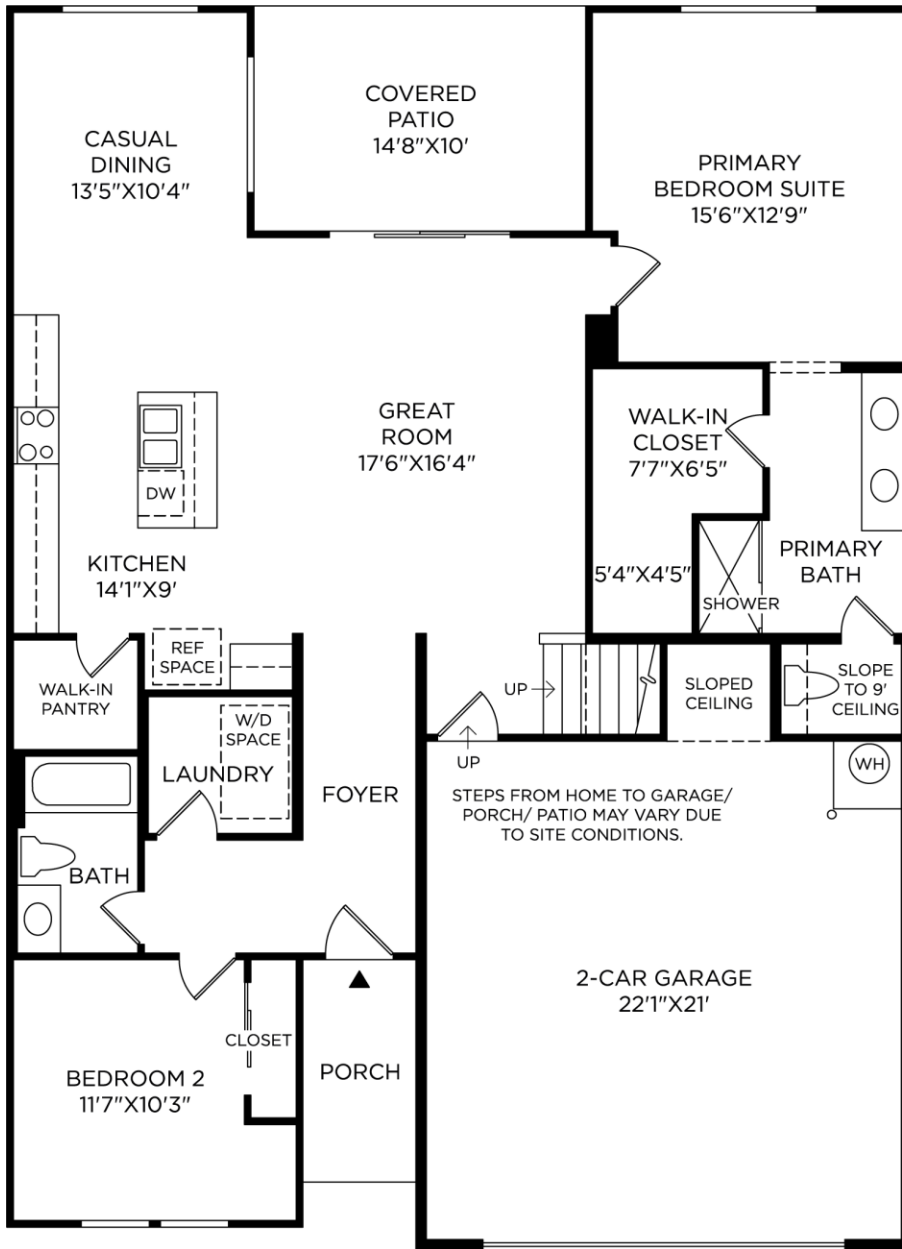 CASUAL
DINING
13'5"X10'4"
COVERED
PATIO
14'8"X10'
PRIMARY
BEDROOM SUITE
15'6"X12'9"
GREAT
ROOM
17'6"X16'4"
WALK-IN
CLOSET
7'7"X6'5"
DW
KITCHEN
14'1"X9'
5'4"X4'5"
PRIMARY
BATH
SHOWER
REF
SPACE
WALK-IN
PANTRY
UP
SLOPED
CEILING
SLOPE
TO 9'
CEILING
W/D
SPACE
LAUNDRY
FOYER
UP
WH
STEPS FROM HOME TO GARAGE/
PORCH/ PATIO MAY VARY DUE
TO SITE CONDITIONS.
BATH
2-CAR GARAGE
22'1"X21'
CLOSET
BEDROOM 2
11'7"X10'3"
PORCH